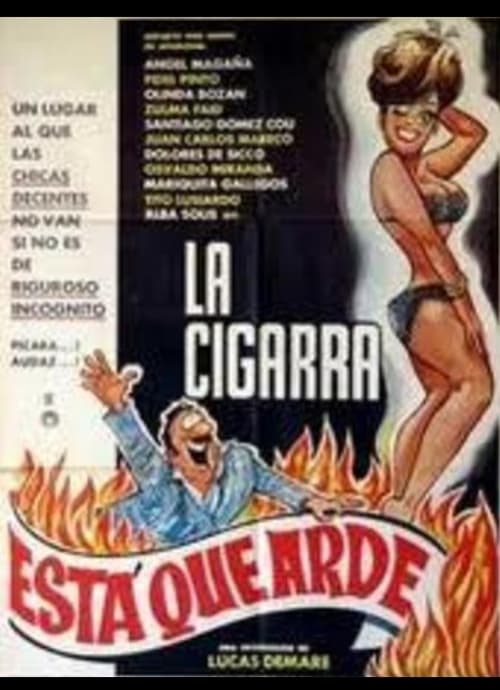 ANGEL MAGAÑA
PEPE PINTO
OLINDA BOZAN
ZULMA FAIU
SANTIAGO GOMEZ COU
JUAN CARLOS MARECO
DOLORES DE SICCO
OSVALDO MIRANDA
MARIQUITA GALLEGOS
TITO LUSIARDO
ALBA SOLIS
UN LUGAR
AL QUE
LAS
CHICAS
DECENTES
NO VAN
SI NO ES
DE
RIGUROSO
INCOGNITO
PICARA...!
AUDAZ...!
LA
CIGARRA
ESTA' QUE ARDE
LUCAS DEMARE